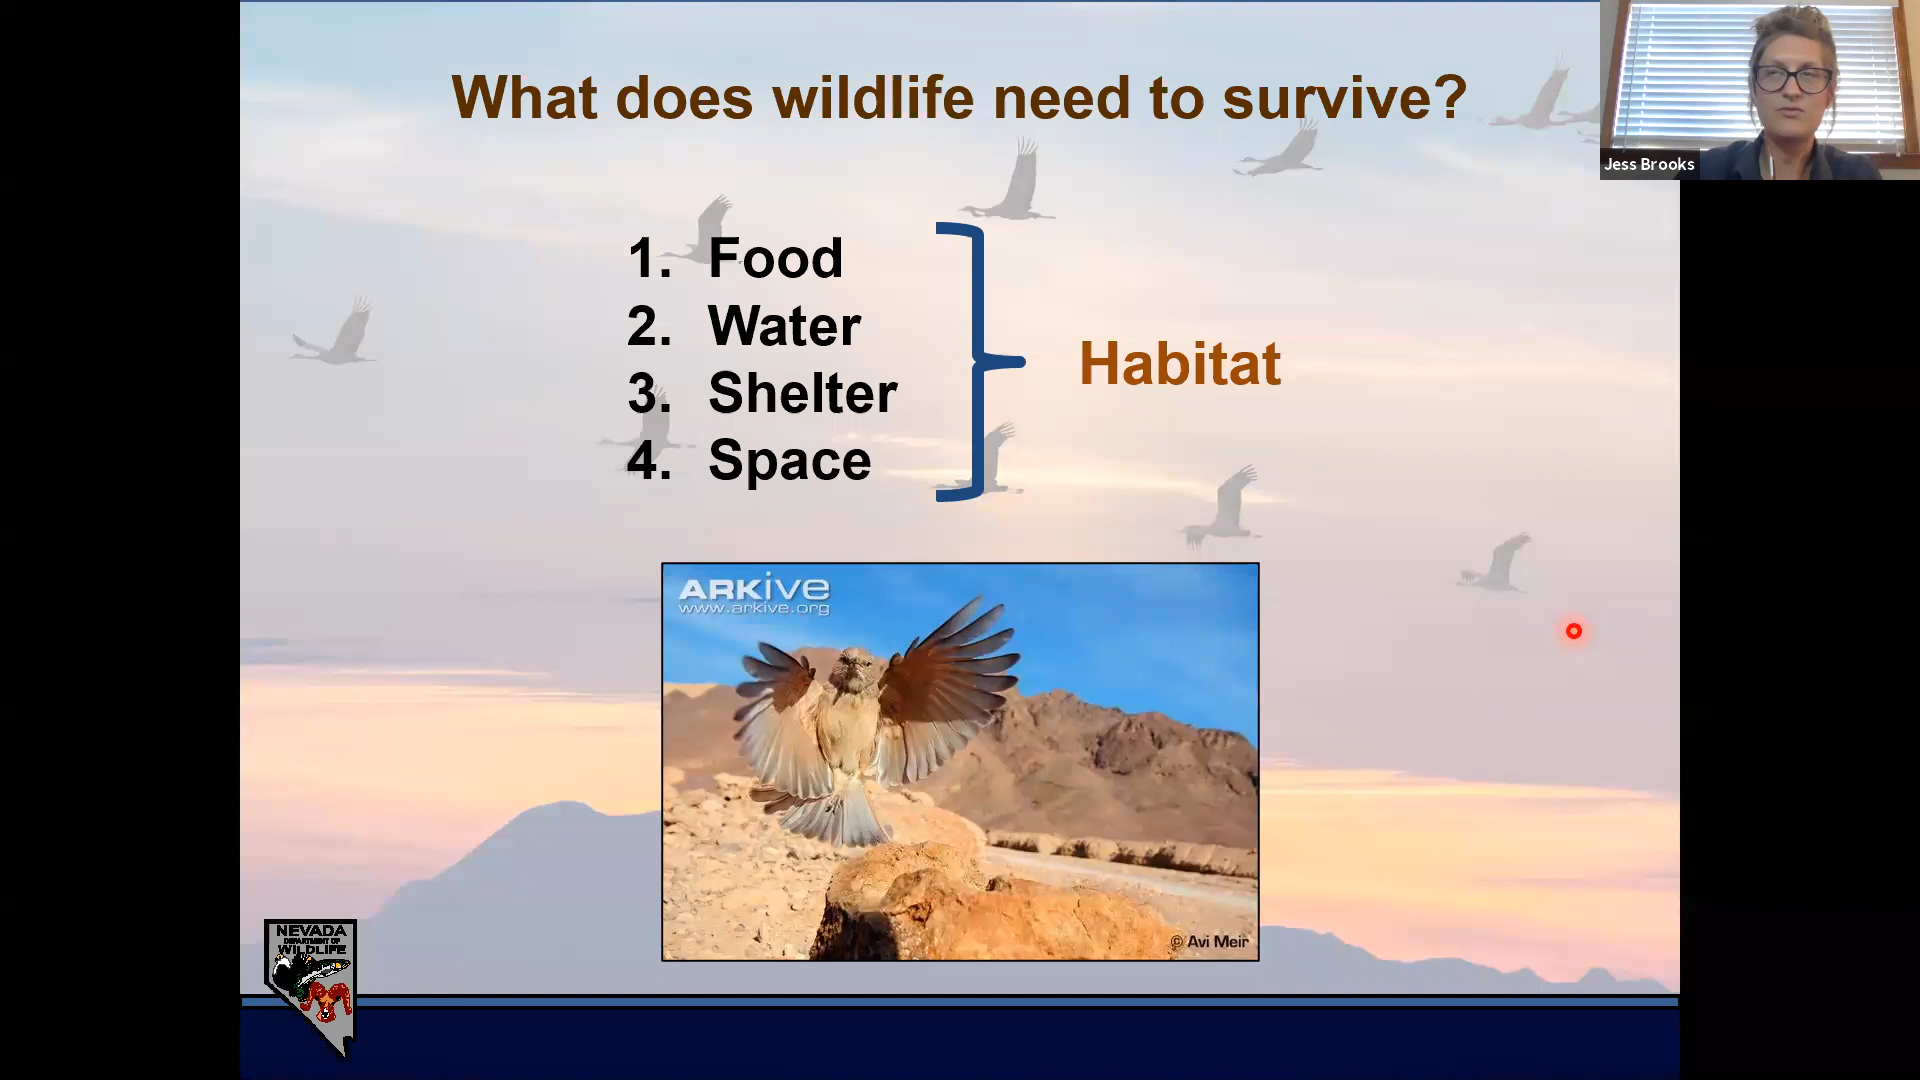 What does wildlife need to survive?
Jess Brooks
1. Food
2. Water
3. Shelter
4. Space
Habitat
ARKive
www.arkive.org
© Avi Meir
NEVADA
DEPARTMENT OF
WILDLIFE